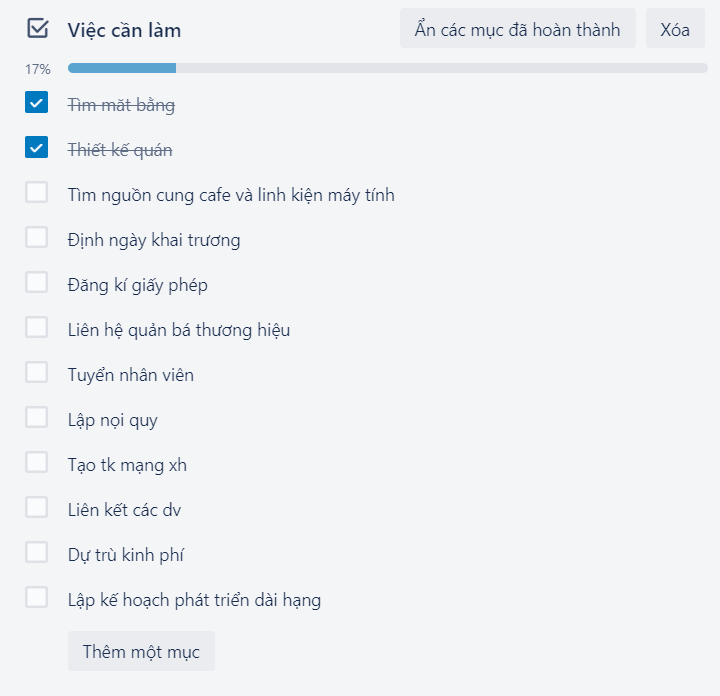 Việc cần làm
Ẩn các mục đã hoàn thành
Xóa
17%
Tìm măt bằng
Thiết kế quán
Tìm nguồn cung cafe và linh kiện máy tính
Định ngày khai trương
Đăng kí giấy phép
Liên hệ quản bá thương hiệu
Tuyển nhân viên
Lập nọi quy
Tạo tk mạng xh
Liên kết các dv
Dự trù kinh phí
Lập kế hoạch phát triển dài hạng
Thêm một mục